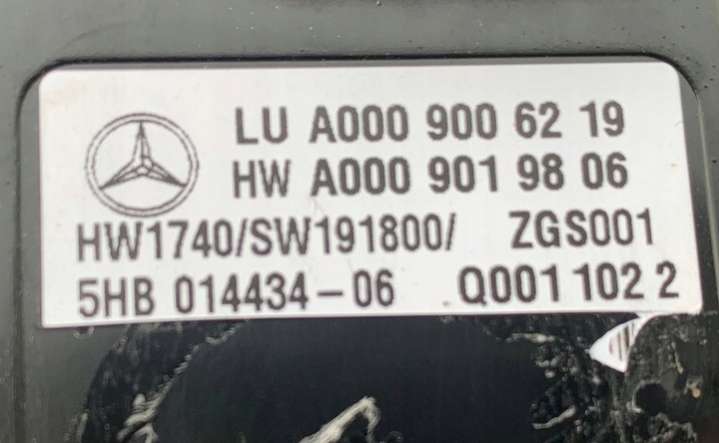 LU A000 900 62 19
HW A000 901 98 06
HW1740/SW191800/ ZGS001
5HB 014434-06 Q001 102 2